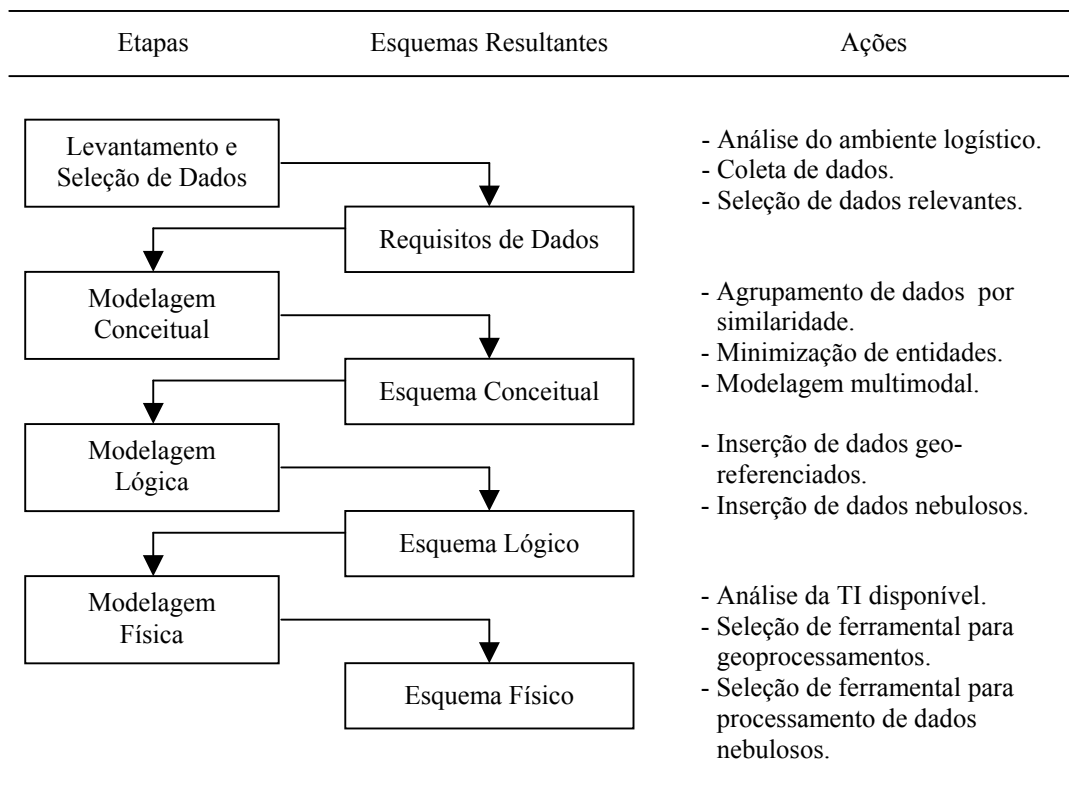 Etapas
Esquemas Resultantes
Ações
Levantamento e
Seleção de Dados
- Análise do ambiente logístico.
- Coleta de dados.
- Seleção de dados relevantes.
Requisitos de Dados
Modelagem
Conceitual
- Agrupamento de dados  por
similaridade.
- Minimização de entidades.
- Modelagem multimodal.
Esquema Conceitual
Modelagem
Lógica
- Inserção de dados geo-
referenciados.
- Inserção de dados nebulosos.
Esquema Lógico
Modelagem
Física
- Análise da TI disponível.
- Seleção de ferramental para
geoprocessamentos.
- Seleção de ferramental para
processamento de dados
nebulosos.
Esquema Físico